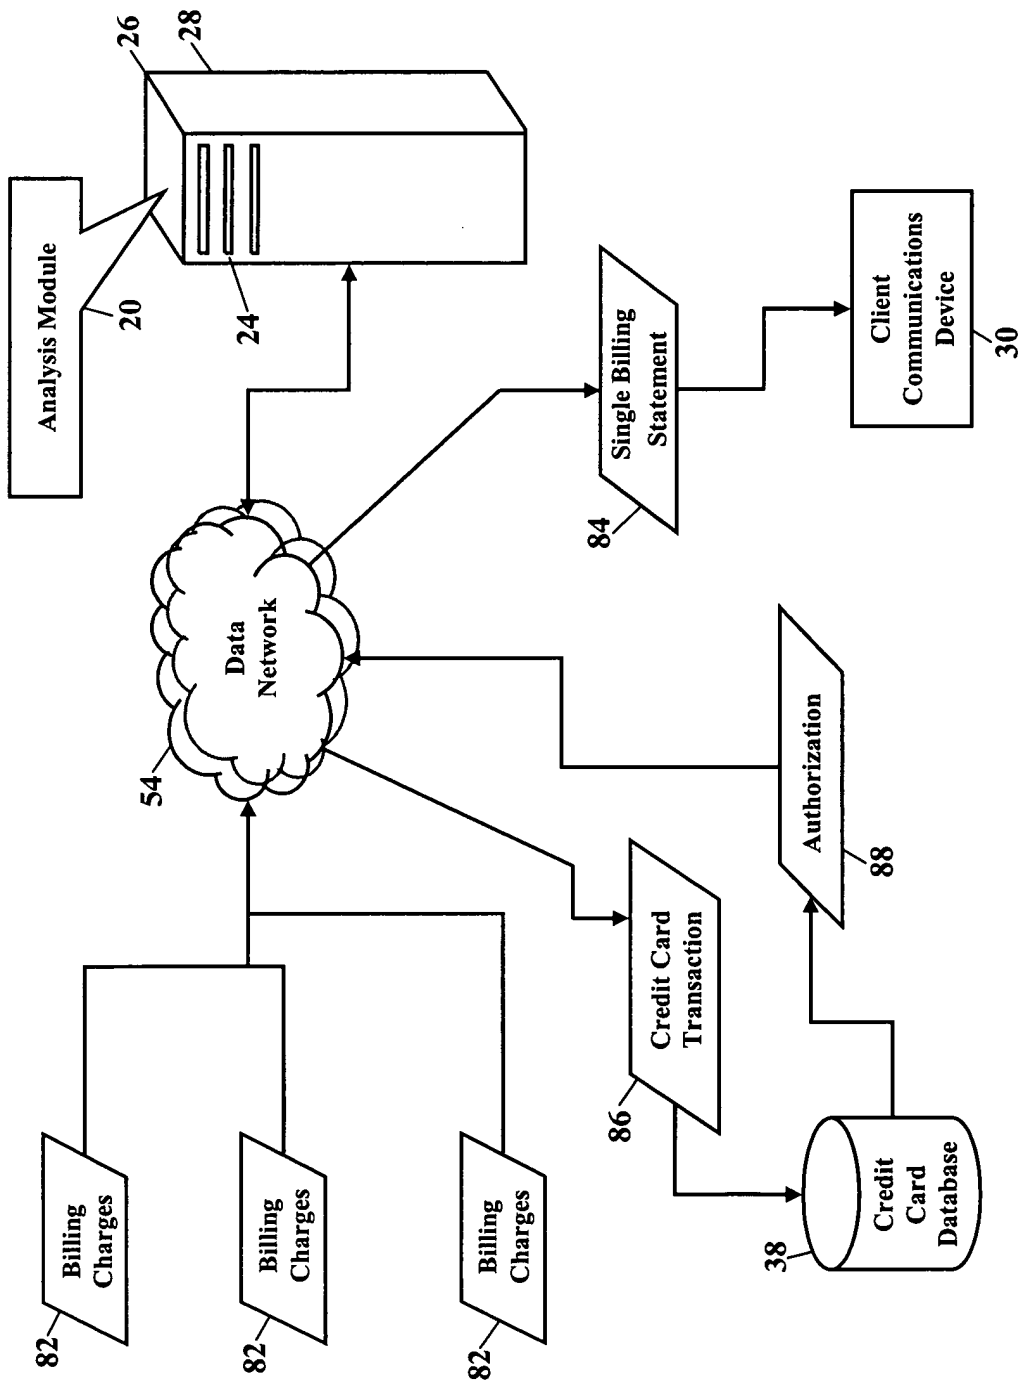 Analysis Module
20
26
28
24
Data
Network
54
Billing
Charges
82
Billing
Charges
82
Billing
Charges
82
Credit Card
Transaction
86
Credit
Card
Database
38
Authorization
88
Single Billing
Statement
84
Client
Communications
Device
30